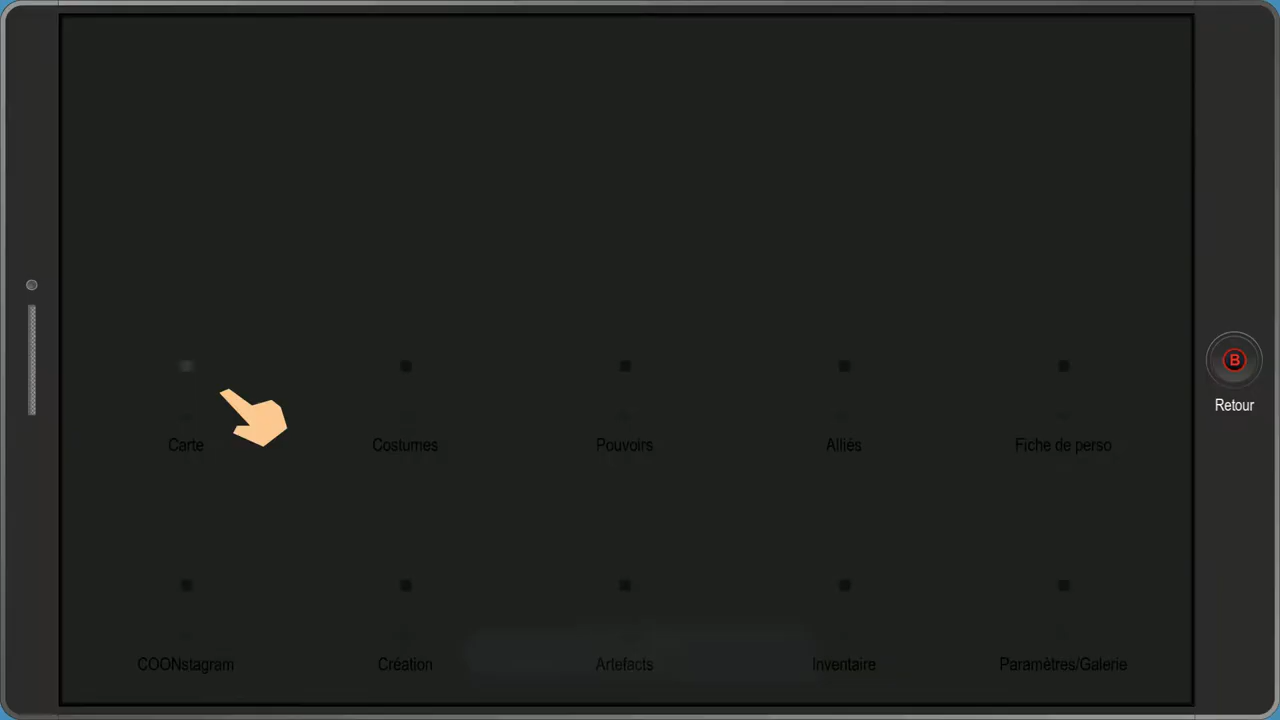 Carte
Costumes
Pouvoirs
Alliés
Fiche de perso
B
Retour
COONstagram
Création
Artefacts
Inventaire
Paramètres/Galerie